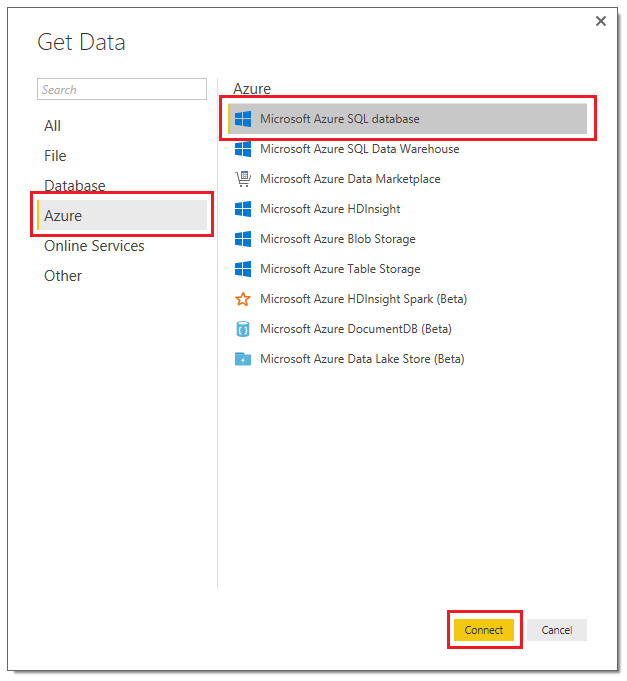 Get Data
Search
All
File
Database
Azure
Online Services
Other
Azure
Microsoft Azure SQL database
Microsoft Azure SQL Data Warehouse
Microsoft Azure Data Marketplace
Microsoft Azure HDInsight
Microsoft Azure Blob Storage
Microsoft Azure Table Storage
Microsoft Azure HDInsight Spark (Beta)
Microsoft Azure DocumentDB (Beta)
Microsoft Azure Data Lake Store (Beta)
Connect
Cancel